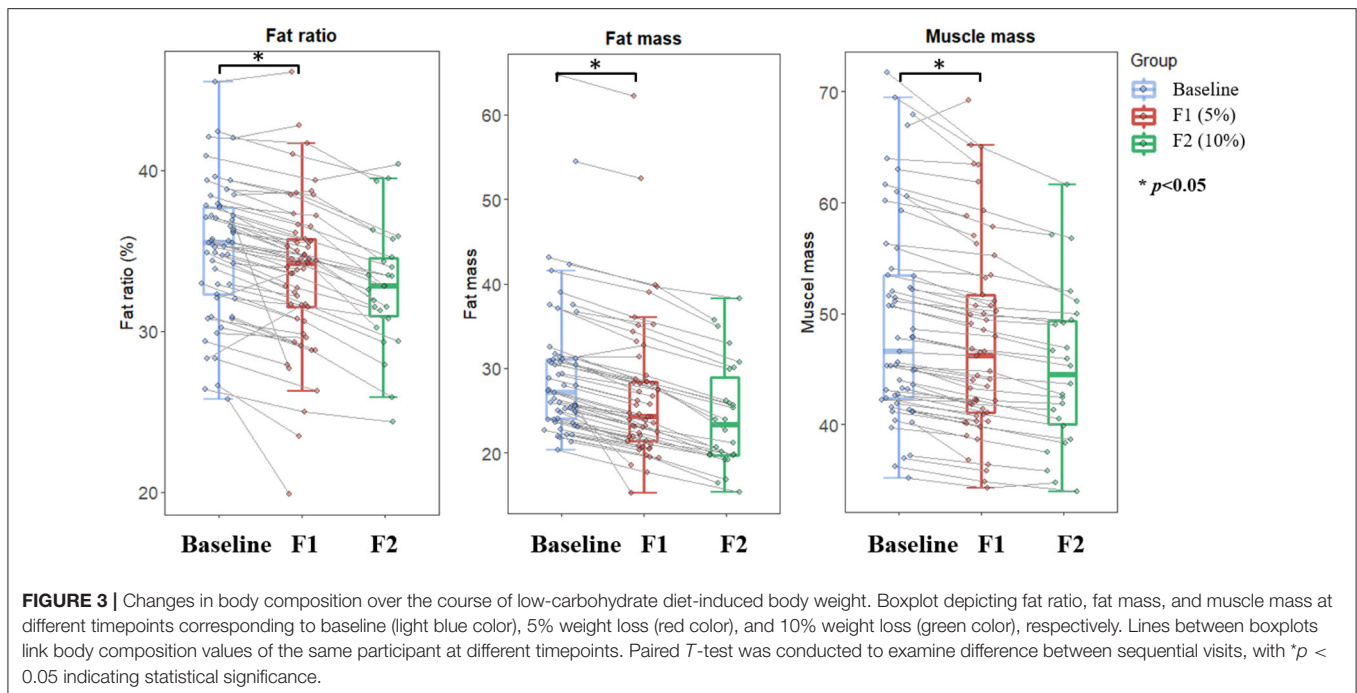 Fat ratio
Fat mass
Muscle mass
*
*
*
Fat ratio (%)
40
30
20
Fat mass
60
50
40
30
20
Muscel mass
70
60
50
40
Group
Baseline
F1 (5%)
F2 (10%)
* p<0.05
Baseline F1 F2
Baseline F1 F2
Baseline F1 F2
FIGURE 3 | Changes in body composition over the course of low-carbohydrate diet-induced body weight. Boxplot depicting fat ratio, fat mass, and muscle mass at
different timepoints corresponding to baseline (light blue color), 5% weight loss (red color), and 10% weight loss (green color), respectively. Lines between boxplots
link body composition values of the same participant at different timepoints. Paired T-test was conducted to examine difference between sequential visits, with *p <
0.05 indicating statistical significance.